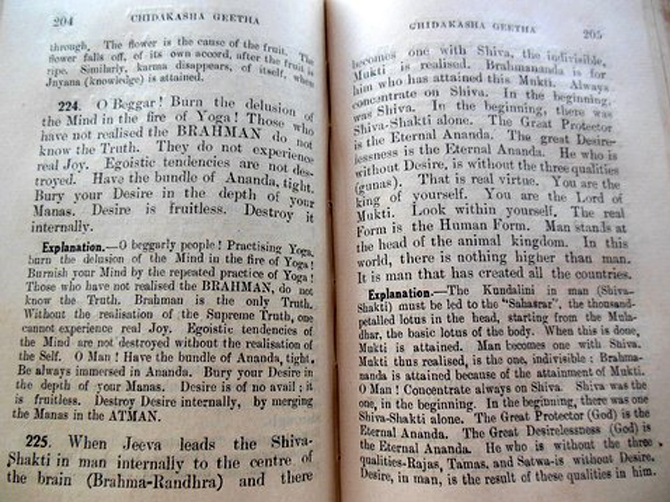 204 CHIDAKASHA GEETHA
through. The flower is the cause of the fruit. The
flower falls off, of its own accord, after the fruit is
ripe. Similarly, karma disappears, of itself, when
Jnyana (knowledge) is attained.
224. O Beggar! Burn the delusion of
the Mind in the fire of Yoga! Those who
have not realised the BRAHMAN do not
know the Truth. They do not experience
real Joy. Egoistic tendencies are not des-
troyed. Have the bundle of Ananda, tight.
Bury your Desire in the depth of your
Manas. Desire is fruitless. Destroy it
internally.
Explanation.—O beggarly people! Practising Yoga,
burn the delusion of the Mind in the fire of Yoga!
Burnish your Mind by the repeated practice of Yoga!
Those who have not realised the BRAHMAN, do not
know the Truth. Brahman is the only Truth.
Without the realisation of the Supreme Truth, one
cannot experience real Joy. Egoistic tendencies of
the Mind are not destroyed without the realisation of
the Self. O Man! Have the bundle of Ananda, tight.
Be always immersed in Ananda. Bury your Desire in
the depth of your Manas. Desire is of no avail; it
is fruitless. Destroy Desire internally, by merging
the Manas in the ATMAN.
225. When Jeeva leads the Shiva-
Shakti in man internally to the centre of
the brain (Brahma-Randhra) and there
CHIDAKASHA GEETHA 205
becomes one with Shiva, the indivisible,
Mukti is realised. Brahmananda is for
him who has attained this Mukti. Always
concentrate on Shiva. In the beginning,
was Shiva. In the beginning, there was
Shiva-Shakti alone. The Great Protector
is the Eternal Ananda. The great Desire-
lessness is the Eternal Ananda. He who is
without Desire, is without the three qualities
(gunas). That is real virtue. You are the
king of yourself. You are the Lord of
Mukti. Look within yourself. The real
Form is the Human Form. Man stands at
the head of the animal kingdom. In this
world, there is nothing higher than man.
It is man that has created all the countries.
Explanation.—The Kundalini in man (Shiva-
Shakti) must be led to the "Sahasrar", the thousand-
petalled lotus in the head, starting from the Mula-
dhar, the basic lotus of the body. When this is done,
Mukti is attained. Man becomes one with Shiva.
Mukti thus realised, is the one, indivisible; Brahma-
nanda is attained because of the attainment of Mukti.
O Man! Concentrate always on Shiva. Shiva was the
one, in the beginning. In the beginning, there was one
Shiva-Shakti alone. The Great Protector (God) is the
Eternal Ananda. The Great Desirelessness (God) is
the Eternal Ananda. He who is without the three
qualities-Rajas, Tamas, and Satwa-is without Desire.
Desire, in man, is the result of these qualities in him.